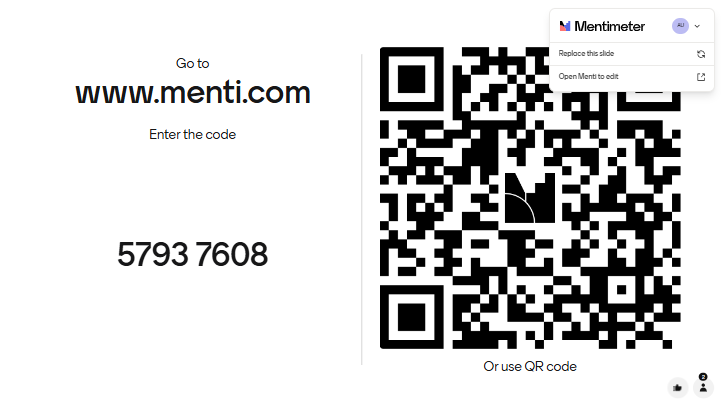 Go to
www.menti.com
Enter the code
5793 7608
Mentimeter
AU
Replace this slide
Open Menti to edit
Or use QR code
2